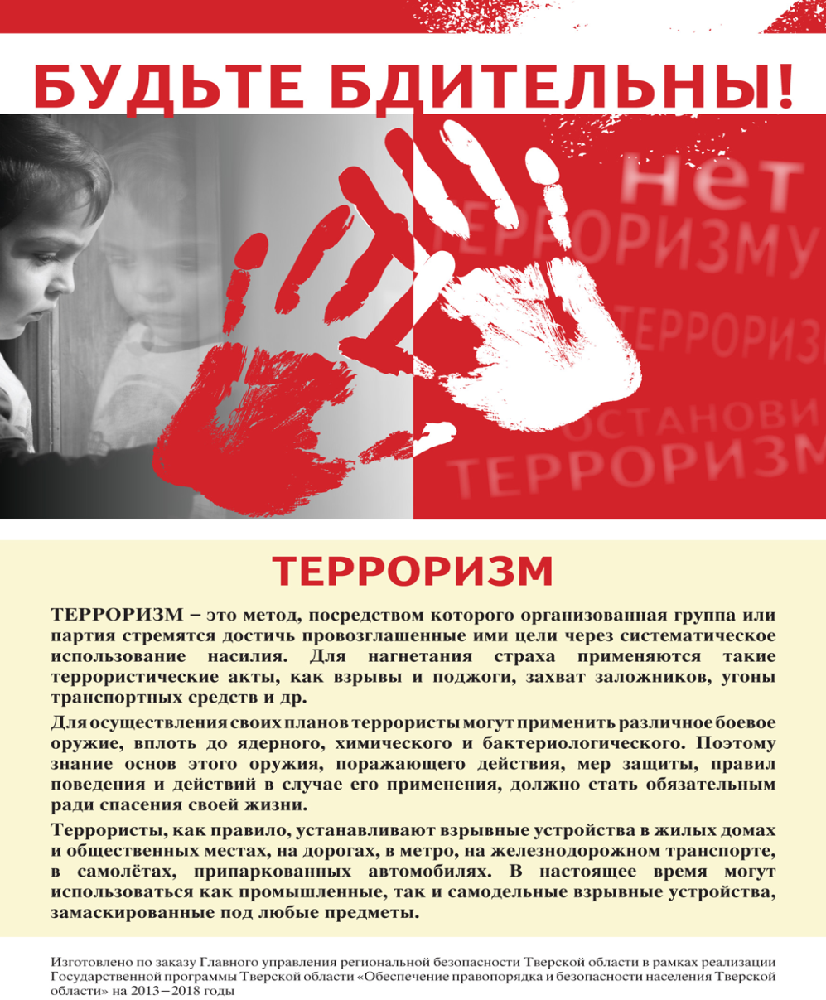 БУДЬТЕ БДИТЕЛЬНЫ!
нет
ТЕРРОРИЗМУ
ТЕРРОРИЗ
ОСТАНОВИ
ТЕРРОРИЗМ
ТЕРРОРИЗМ
ТЕРРОРИЗМ – это метод, посредством которого организованная группа или
партия стремятся достичь провозглашенные ими цели через систематическое
использование насилия. Для нагнетания страха применяются такие
террористические акты, как взрывы и поджоги, захват заложников, угоны
транспортных средств и др.
Для осуществления своих планов террористы могут применить различное боевое
оружие, вплоть до ядерного, химического и бактериологического. Поэтому
знание основ этого оружия, поражающего действия, мер защиты, правил
поведения и действий в случае его применения, должно стать обязательным
ради спасения своей жизни.
Террористы, как правило, устанавливают взрывные устройства в жилых домах
и общественных местах, на дорогах, в метро, на железнодорожном транспорте,
в самолётах, припаркованных автомобилях. В настоящее время могут
использоваться как промышленные, так и самодельные взрывные устройства,
замаскированные под любые предметы.
Изготовлено по заказу Главного управления региональной безопасности Тверской области в рамках реализации
Государственной программы Тверской области «Обеспечение правопорядка и безопасности населения Тверской
области» на 2013–2018 годы